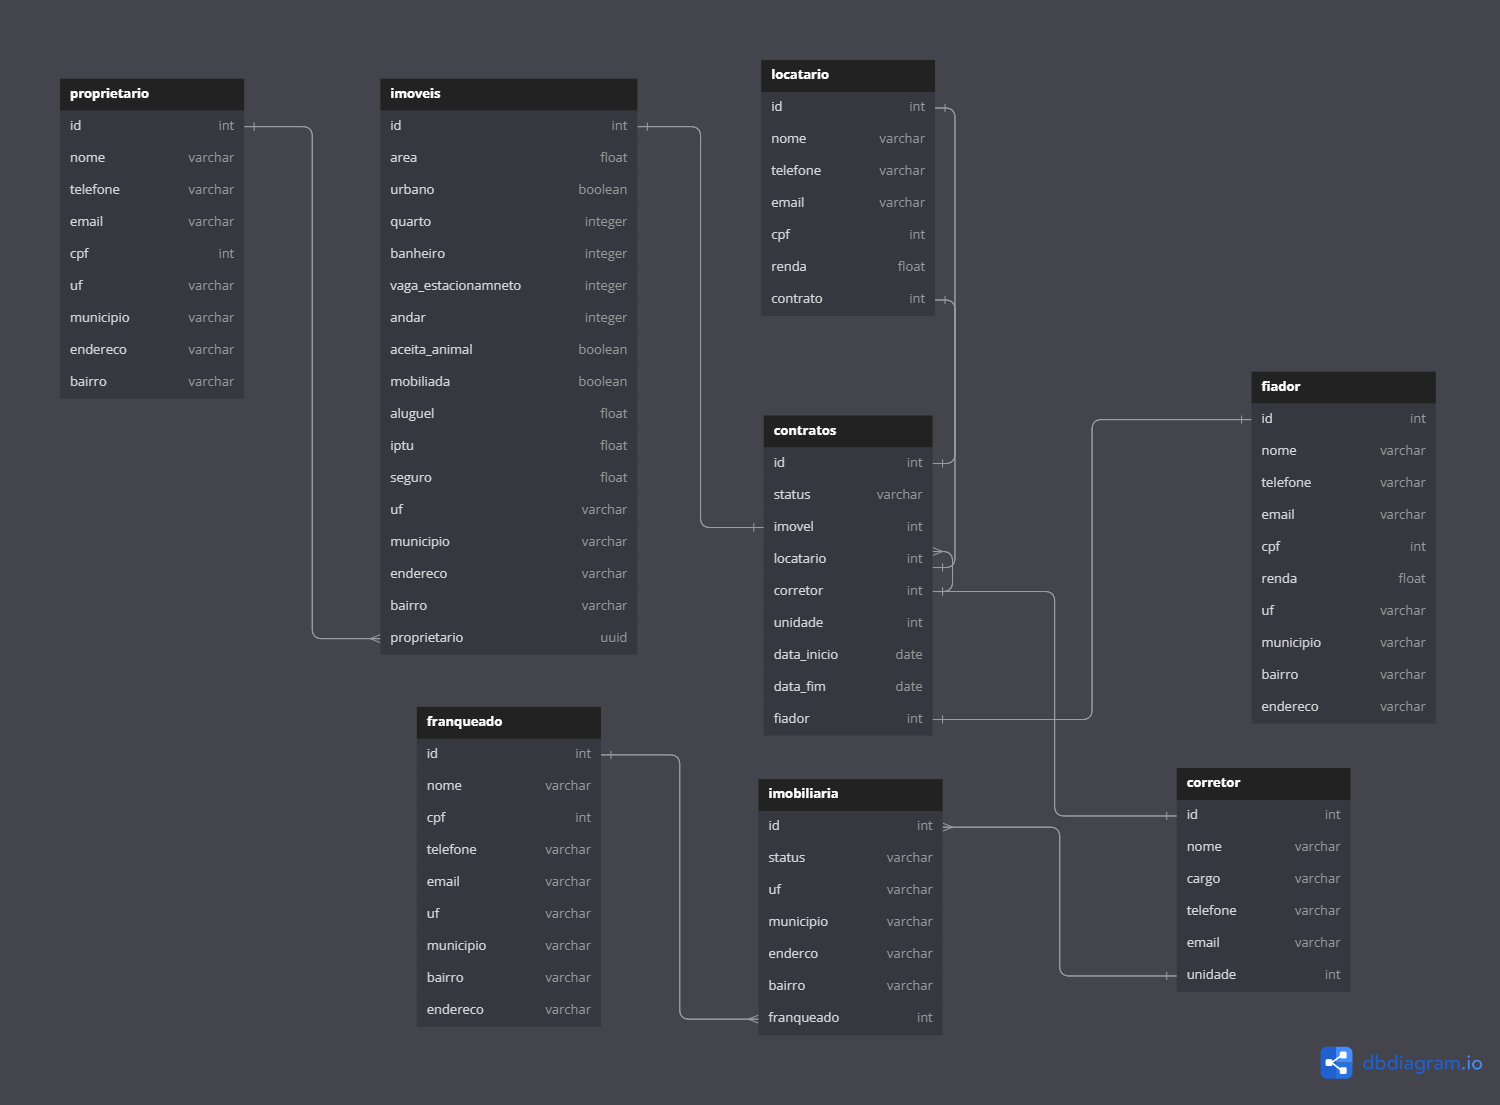 proprietario
id int
nome varchar
telefone varchar
email varchar
cpf int
uf varchar
municipio varchar
endereco varchar
bairro varchar
imoveis
id int
area float
urbano boolean
quarto integer
banheiro integer
vaga_estacionamneto integer
andar integer
aceita_animal boolean
mobiliada boolean
aluguel float
iptu float
seguro float
uf varchar
municipio varchar
endereco varchar
bairro varchar
proprietario uuid
locatario
id int
nome varchar
telefone varchar
email varchar
cpf int
renda float
contrato int
contratos
id int
status varchar
imovel int
locatario int
corretor int
unidade int
data_inicio date
data_fim date
fiador int
fiador
id int
nome varchar
telefone varchar
email varchar
cpf int
renda float
uf varchar
municipio varchar
bairro varchar
endereco varchar
franqueado
id int
nome varchar
cpf int
telefone varchar
email varchar
uf varchar
municipio varchar
bairro varchar
endereco varchar
imobiliaria
id int
status varchar
uf varchar
municipio varchar
enderco varchar
bairro varchar
franqueado int
corretor
id int
nome varchar
cargo varchar
telefone varchar
email varchar
unidade int
dbdiagram.io